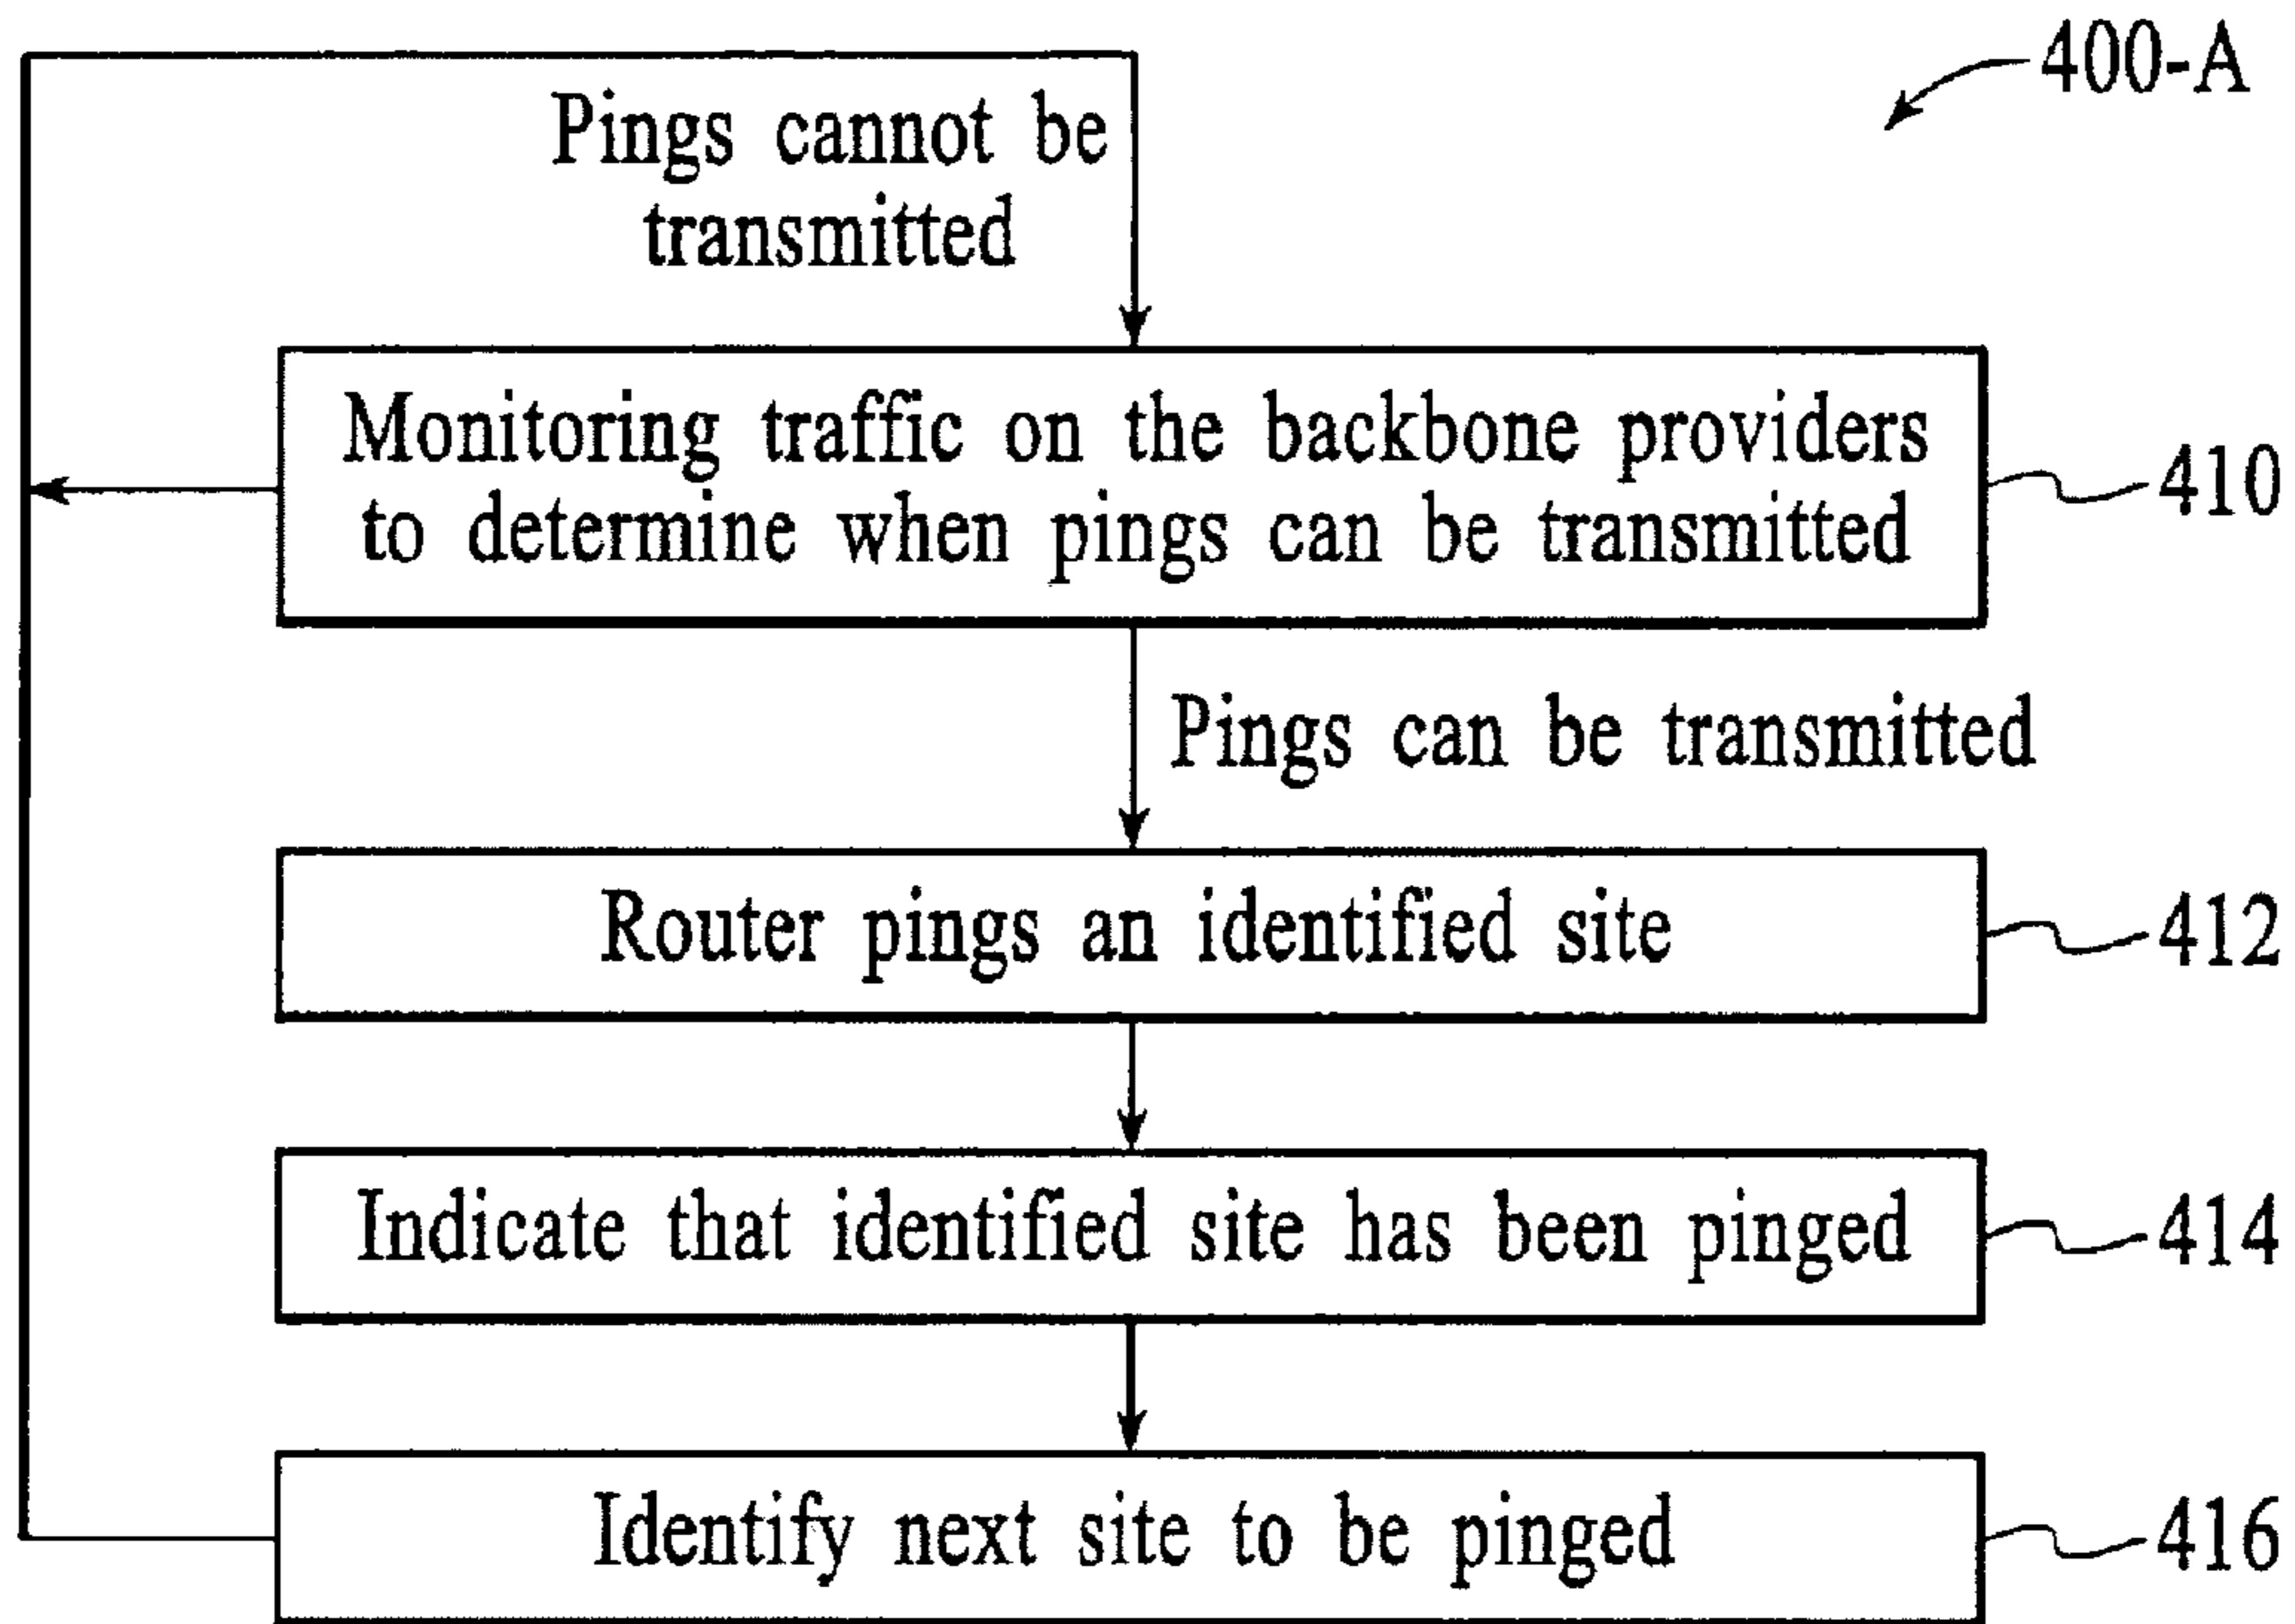 400-A
Pings cannot be
transmitted
Monitoring traffic on the backbone providers
to determine when pings can be transmitted
410
Pings can be transmitted
Router pings an identified site
412
Indicate that identified site has been pinged
414
Identify next site to be pinged
416